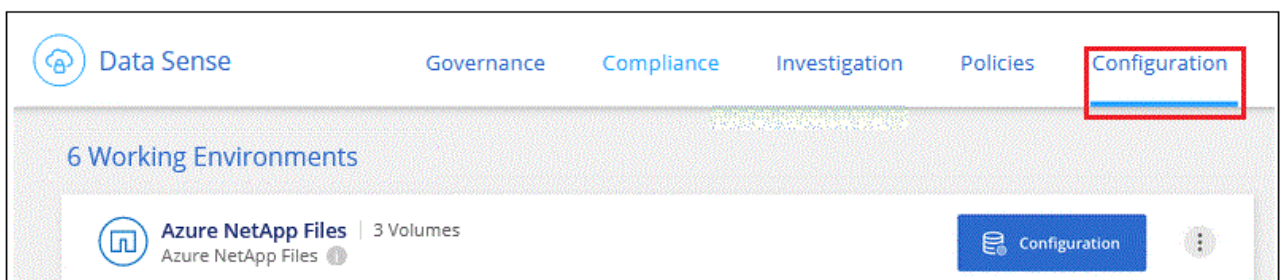 Data Sense Governance Compliance Investigation Policies Configuration
6 Working Environments
Azure NetApp Files | 3 Volumes
Azure NetApp Files
Configuration